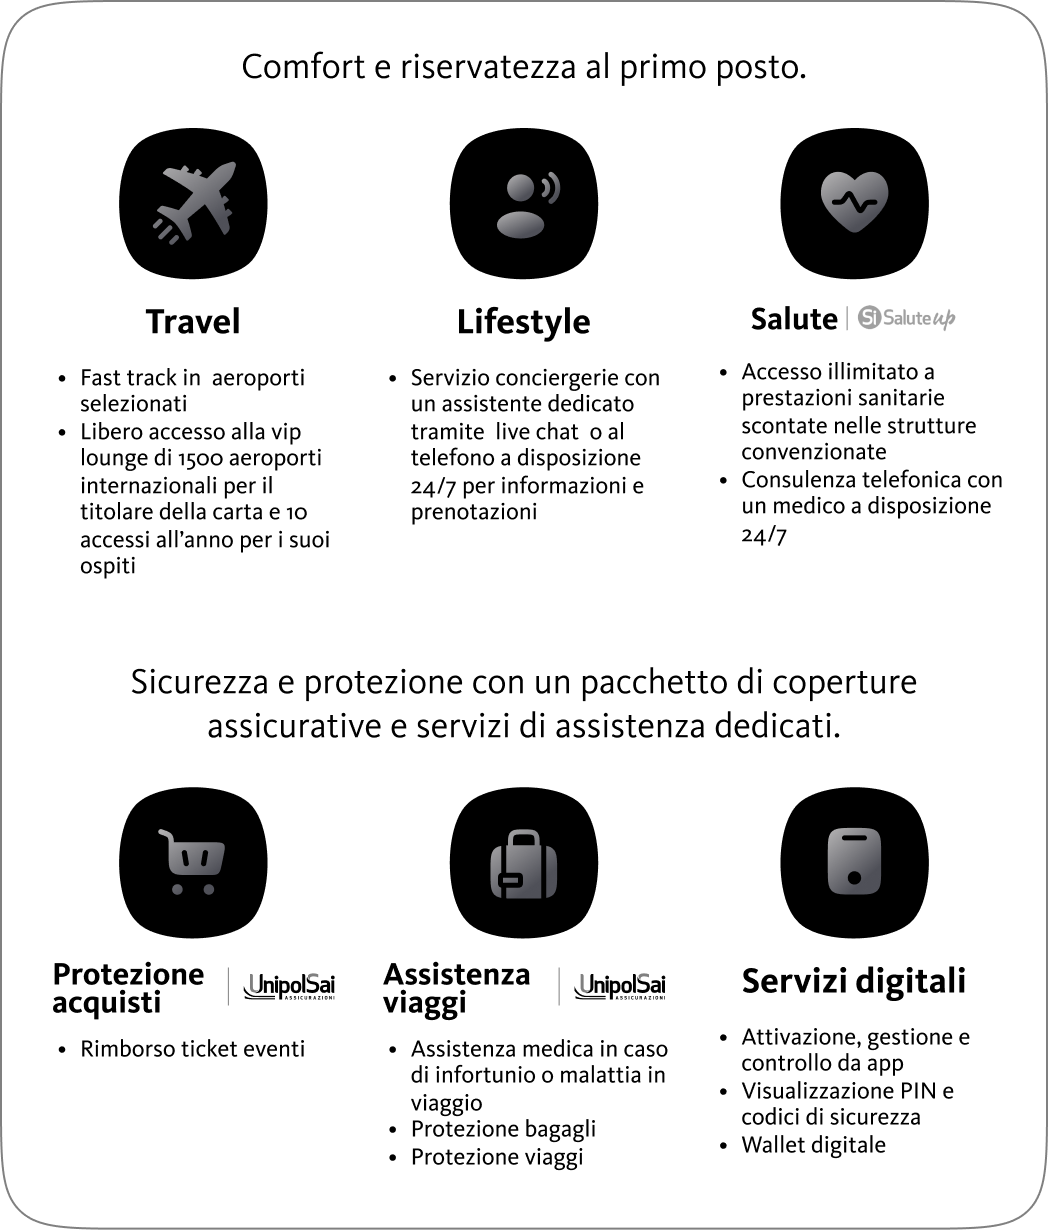 Comfort e riservatezza al primo posto.
Travel
• Fast track in aeroporti
selezionati
• Libero accesso alla vip
lounge di 1500 aeroporti
internazionali per il
titolare della carta e 10
accessi all'anno per i suoi
ospiti
Lifestyle
• Servizio conciergerie con
un assistente dedicato
tramite live chat o al
telefono a disposizione
24/7 per informazioni e
prenotazioni
Salute | Si Salute up
• Accesso illimitato a
prestazioni sanitarie
scontate nelle strutture
convenzionate
• Consulenza telefonica con
un medico a disposizione
24/7
Sicurezza e protezione con un pacchetto di coperture
assicurative e servizi di assistenza dedicati.
Protezione
acquisti
UnipolSai
ASSICURAZIONI
• Rimborso ticket eventi
Assistenza
viaggi
UnipolSai
ASSICURAZIONI
• Assistenza medica in caso
di infortunio o malattia in
viaggio
• Protezione bagagli
• Protezione viaggi
Servizi digitali
• Attivazione, gestione e
controllo da app
• Visualizzazione PIN e
codici di sicurezza
• Wallet digitale